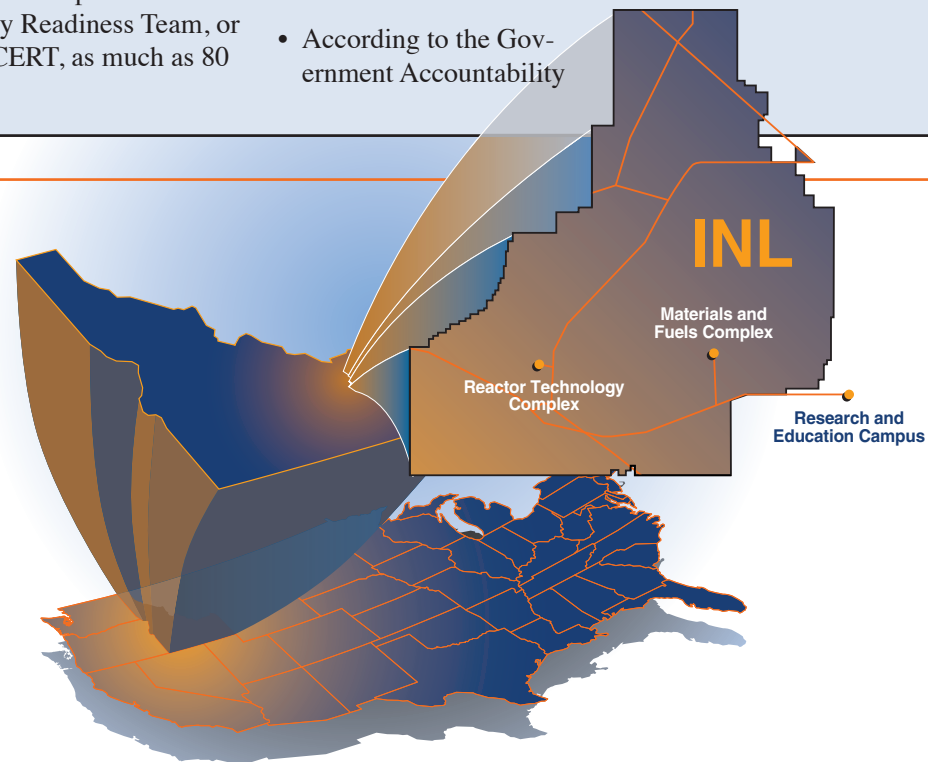 y Readiness Team, or
CERT, as much as 80
• According to the Gov-
ernment Accountability
INL
Materials and
Fuels Complex
Reactor Technology
Complex
Research and
Education Campus